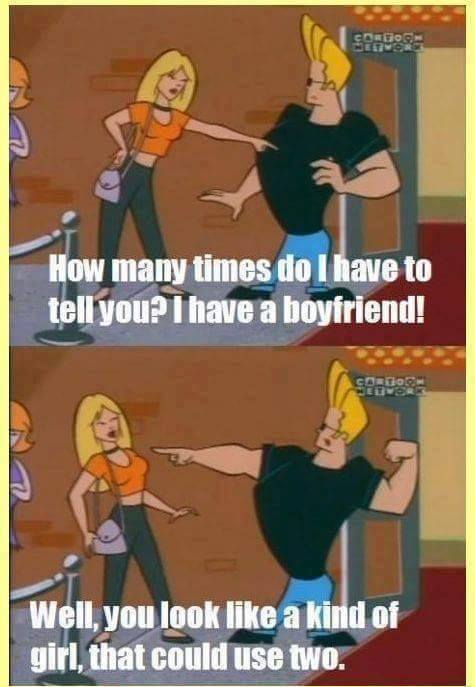 CARTOON
NETWORK
How many times do I have to
tell you? I have a boyfriend!
CARTOON
NETWORK
Well, you look like a kind of
girl, that could use two.